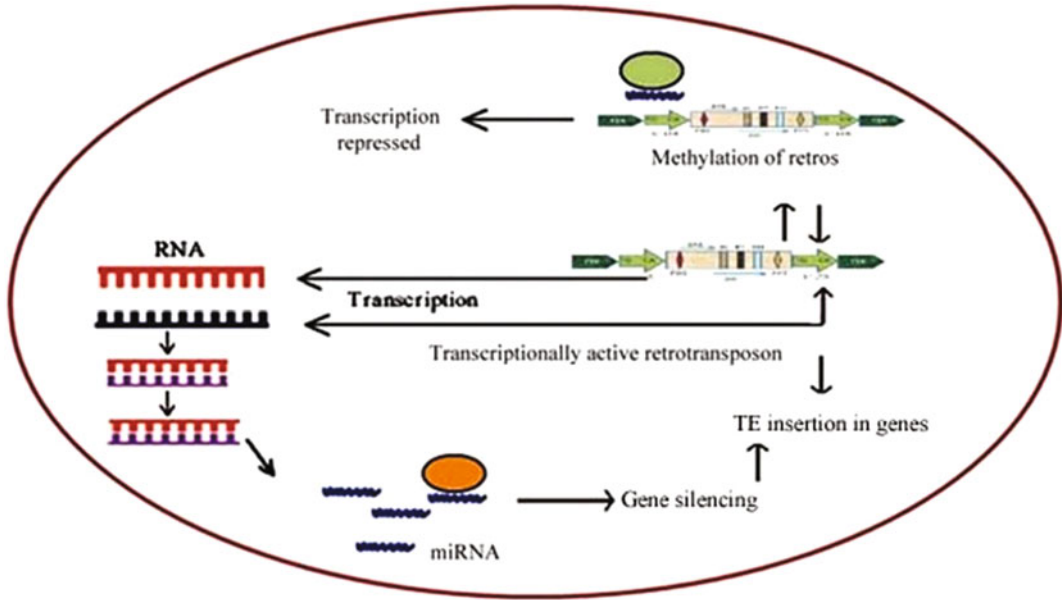 Transcription
repressed
Methylation of retros
RNA
Transcription
Transcriptionally active retrotransposon
TE insertion in genes
Gene silencing
miRNA